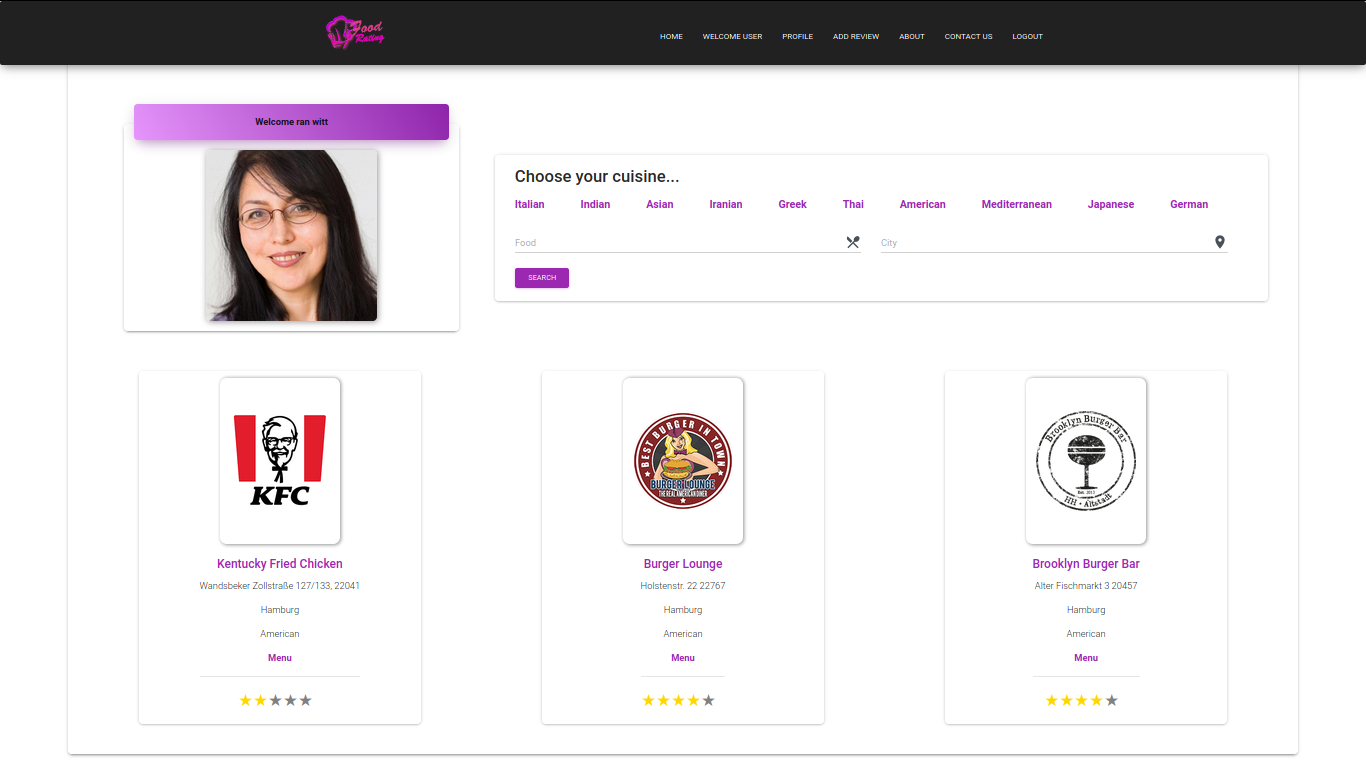 Food
Rating
HOME WELCOME USER PROFILE ADD REVIEW ABOUT CONTACT US LOGOUT
Welcome ran witt
Choose your cuisine...
Italian Indian Asian Iranian Greek Thai American Mediterranean Japanese German
Food City
SEARCH
KFC
Kentucky Fried Chicken
Wandsbeker Zollstraße 127/133, 22041
Hamburg
American
Menu
BEST BURGER IN TOWN
BURGER LOUNGE
THE REAL AMERICAN DINER
Burger Lounge
Holstenstr. 22 22767
Hamburg
American
Menu
Brooklyn Burger Bar
Est. 2013
HH • Altstadt
Brooklyn Burger Bar
Alter Fischmarkt 3 20457
Hamburg
American
Menu